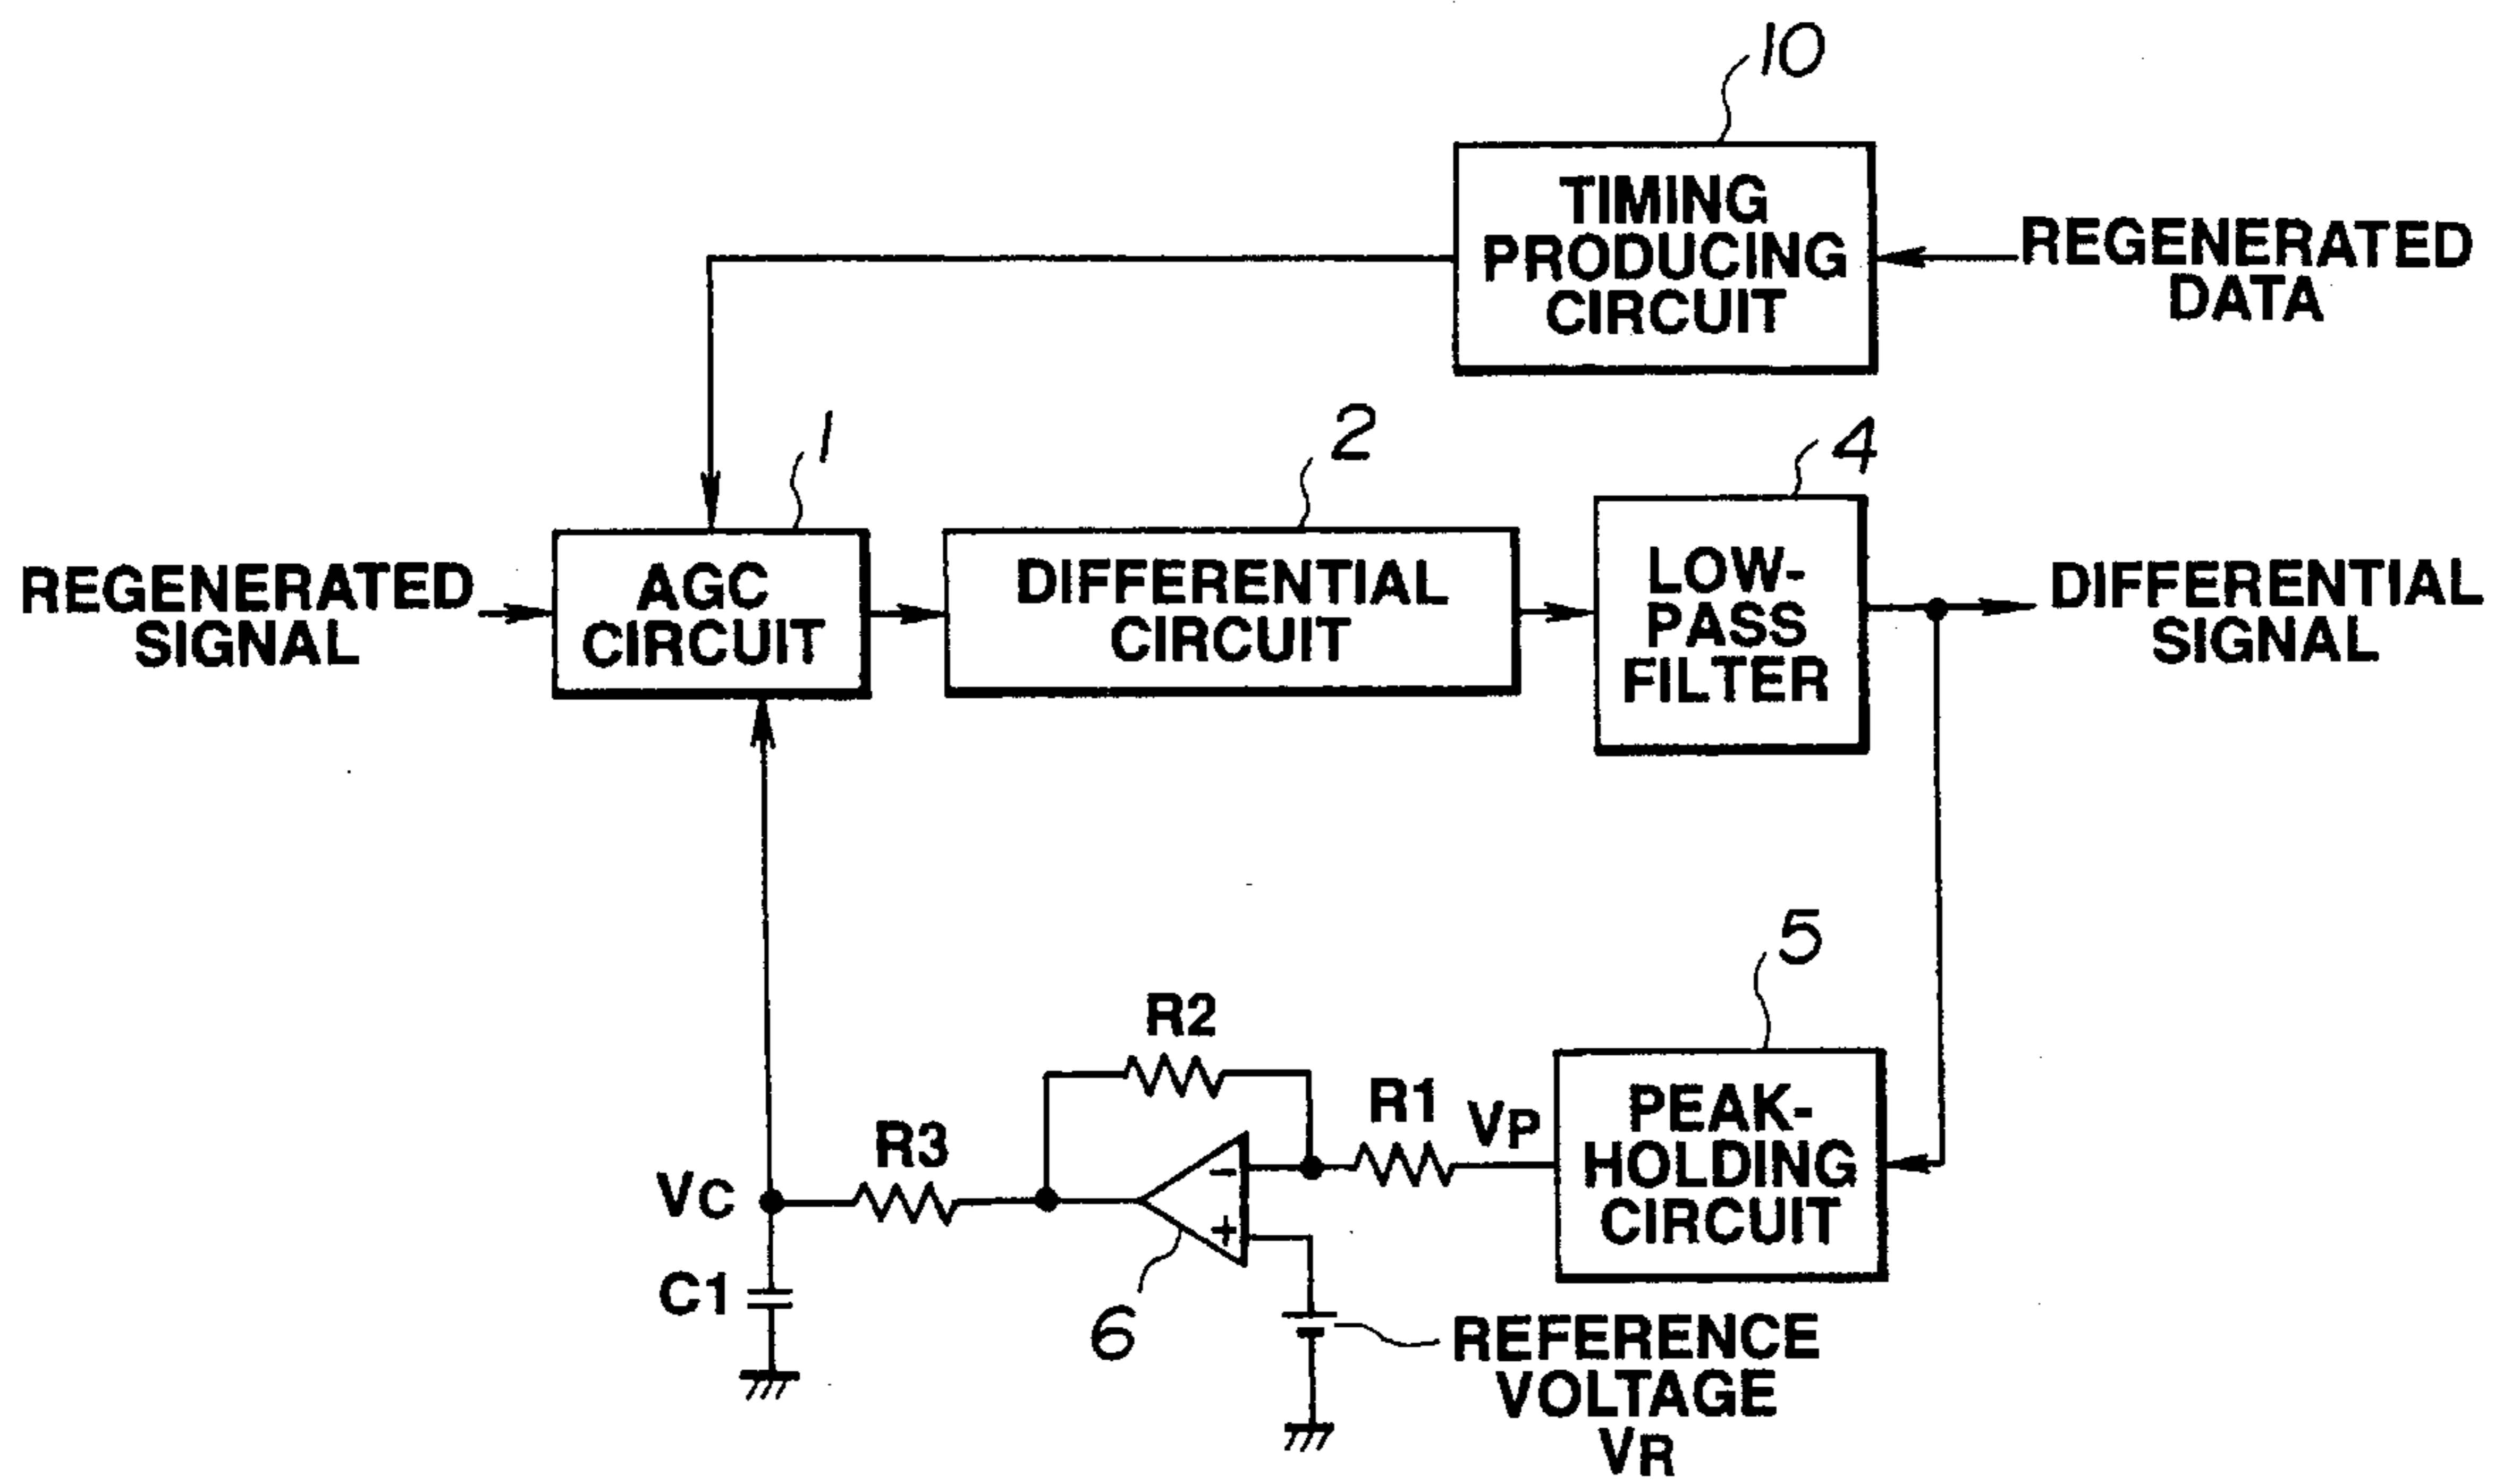 10
TIMING
PRODUCING
CIRCUIT
REGENERATED
DATA
1
2
4
REGENERATED
SIGNAL
AGC
CIRCUIT
DIFFERENTIAL
CIRCUIT
LOW-
PASS
FILTER
DIFFERENTIAL
SIGNAL
5
R2
R1
VP
PEAK-
HOLDING
CIRCUIT
R3
VC
C1
-
+
6
REFERENCE
VOLTAGE
VR